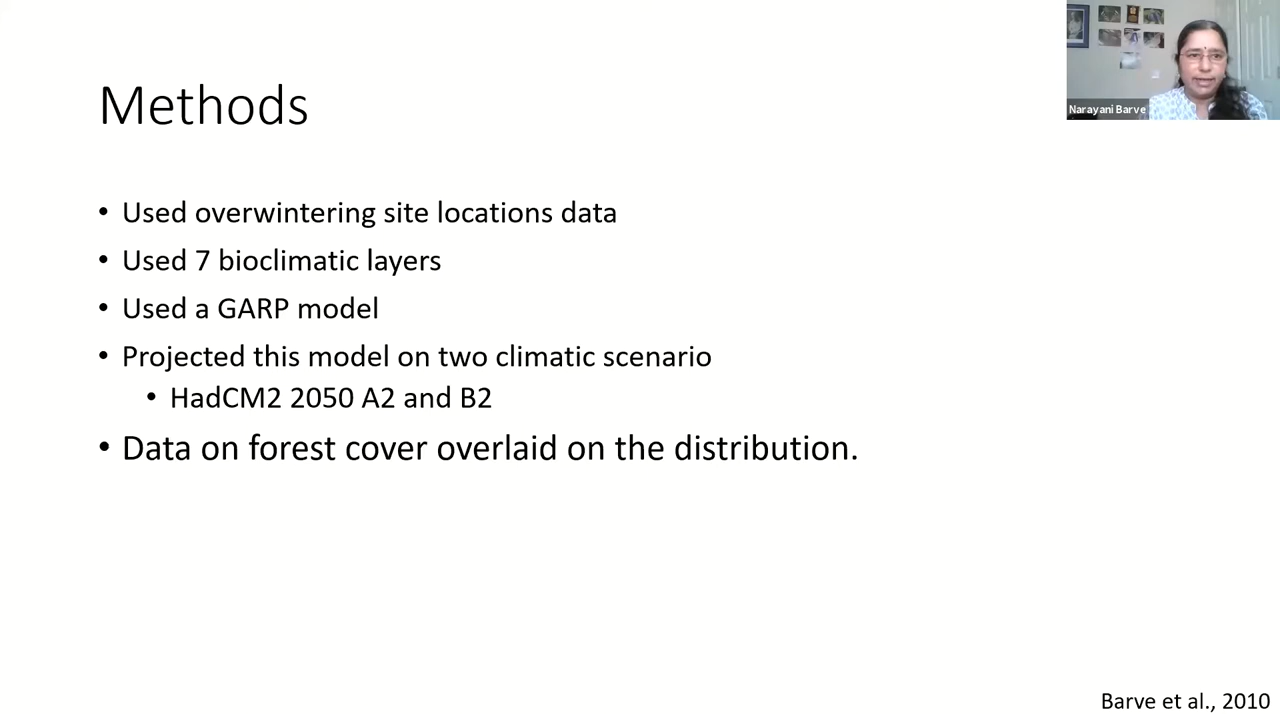 Methods
Narayani Barve
• Used overwintering site locations data
• Used 7 bioclimatic layers
• Used a GARP model
• Projected this model on two climatic scenario
• HadCM2 2050 A2 and B2
• Data on forest cover overlaid on the distribution.
Barve et al., 2010